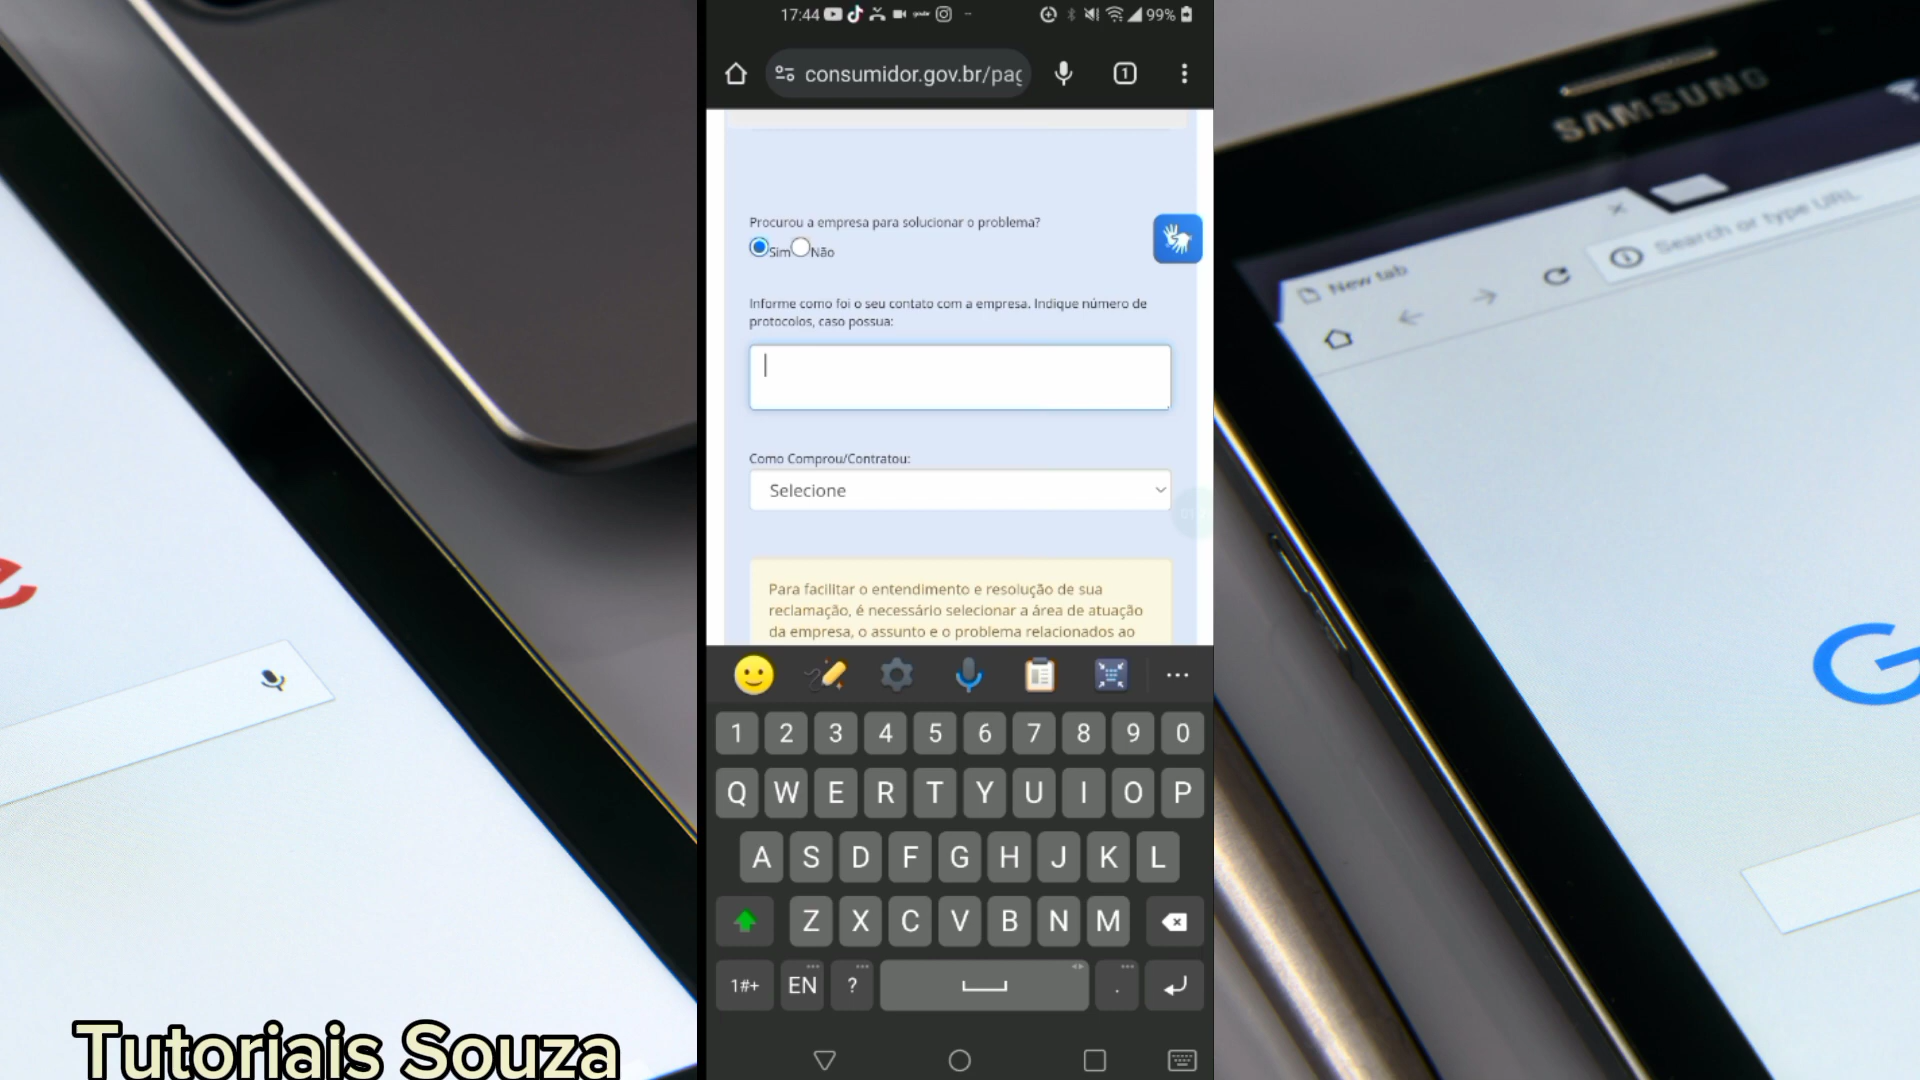 17:44
99%
consumidor.gov.br/pag
1
Procurou a empresa para solucionar o problema?
Sim Não
Informe como foi o seu contato com a empresa. Indique número de
protocolos, caso possua:
Como Comprou/Contratou:
Selecione
Para facilitar o entendimento e resolução de sua
reclamação, é necessário selecionar a área de atuação
da empresa, o assunto e o problema relacionados ao
1 2 3 4 5 6 7 8 9 0
Q W E R T Y U I O P
A S D F G H J K L
Z X C V B N M
1#+ EN ? .
SAMSUNG
New tab
Search or type URL
G
e
Tutoriais Souza